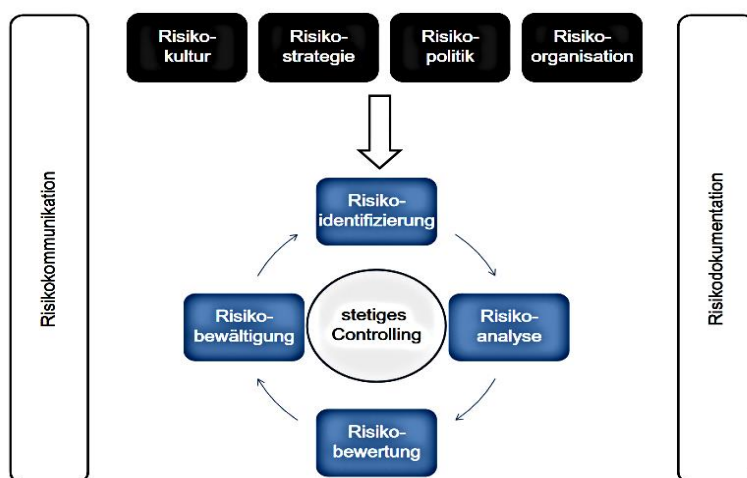 Risiko-
kultur
Risiko-
strategie
Risiko-
politik
Risiko-
organisation
Risikokommunikation
Risiko-
identifizierung
Risiko-
bewältigung
stetiges
Controlling
Risiko-
analyse
Risiko-
bewertung
Risikodokumentation